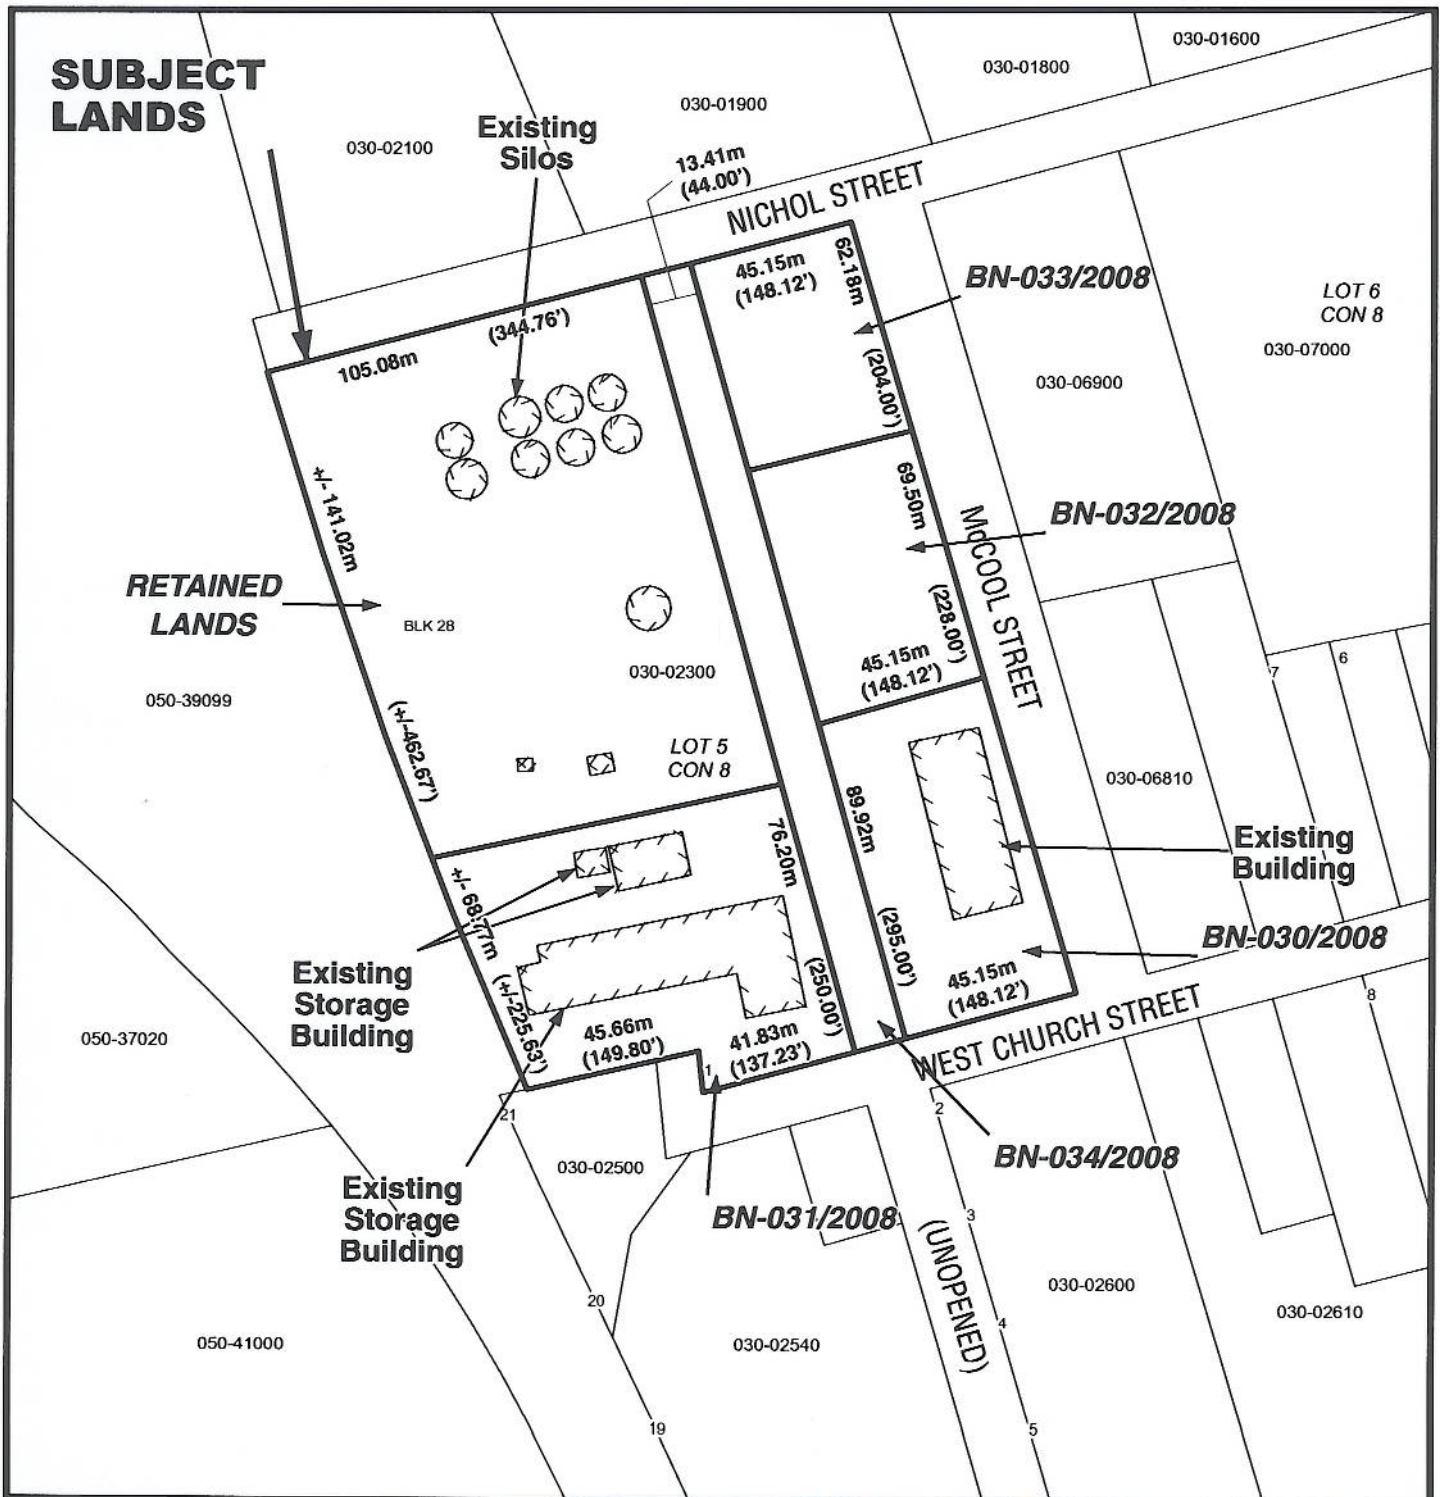 030-01600
SUBJECT
LANDS
030-01800
030-01900
Existing
Silos
030-02100
13.41m
(44.00')
NICHOL STREET
45.15m
(148.12')
62.18m
(204.00')
BN-033/2008
LOT 6
CON 8
030-07000
030-06900
(344.76')
105.08m
+/- 141.02m
(+/-462.67')
69.50m
(228.00')
BN-032/2008
McCOOL STREET
RETAINED
LANDS
BLK 28
45.15m
(148.12')
030-02300
050-39099
7
6
LOT 5
CON 8
030-06810
89.92m
(295.00')
76.20m
(250.00')
Existing
Building
+/- 68.77m
(+/-225.63')
BN-030/2008
Existing
Storage
Building
45.15m
(148.12')
8
WEST CHURCH STREET
45.66m
(149.80')
41.83m
(137.23')
050-37020
1
21
2
030-02500
BN-034/2008
Existing
Storage
Building
BN-031/2008
3
(UNOPENED)
20
030-02600
4
030-02610
050-41000
030-02540
19
5